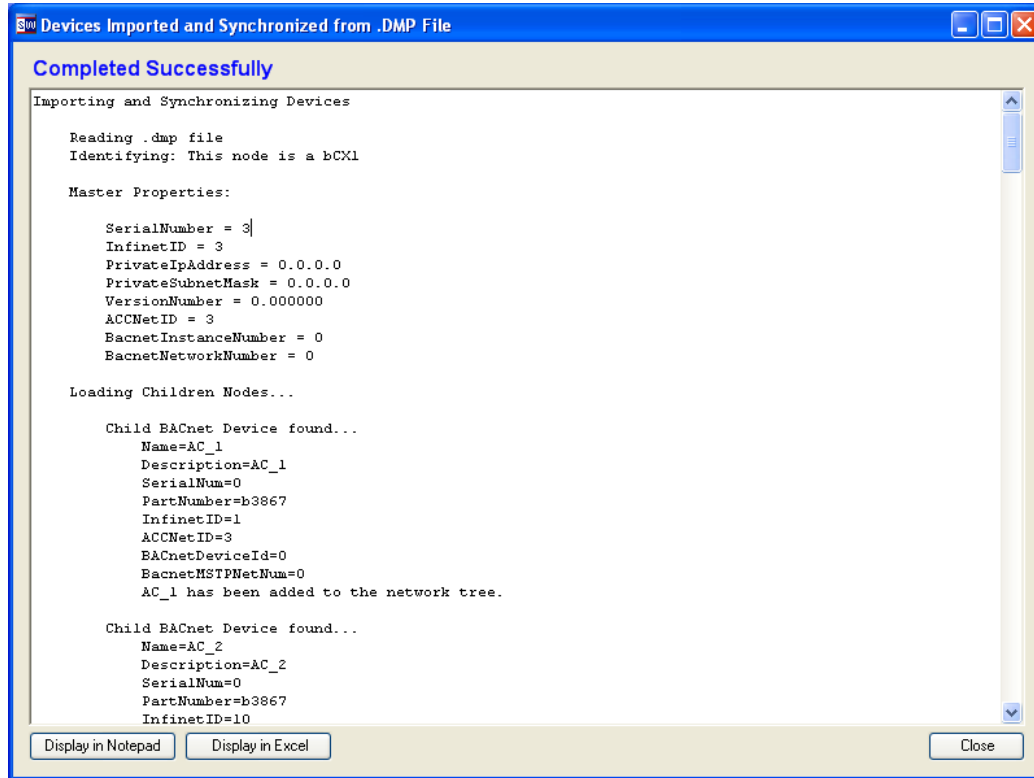 SW Devices Imported and Synchronized from .DMP File
Completed Successfully
Importing and Synchronizing Devices
Reading .dmp file
Identifying: This node is a bCX1
Master Properties:
SerialNumber = 3
InfinetID = 3
PrivateIpAddress = 0.0.0.0
PrivateSubnetMask = 0.0.0.0
VersionNumber = 0.000000
ACCNetID = 3
BacnetInstanceNumber = 0
BacnetNetworkNumber = 0
Loading Children Nodes...
Child BACnet Device found...
Name=AC_1
Description=AC_1
SerialNum=0
PartNumber=b3867
InfinetID=1
ACCNetID=3
BACnetDeviceId=0
BacnetMSTPNetNum=0
AC_1 has been added to the network tree.
Child BACnet Device found...
Name=AC_2
Description=AC_2
SerialNum=0
PartNumber=b3867
InfinetID=10
Display in Notepad Display in Excel Close